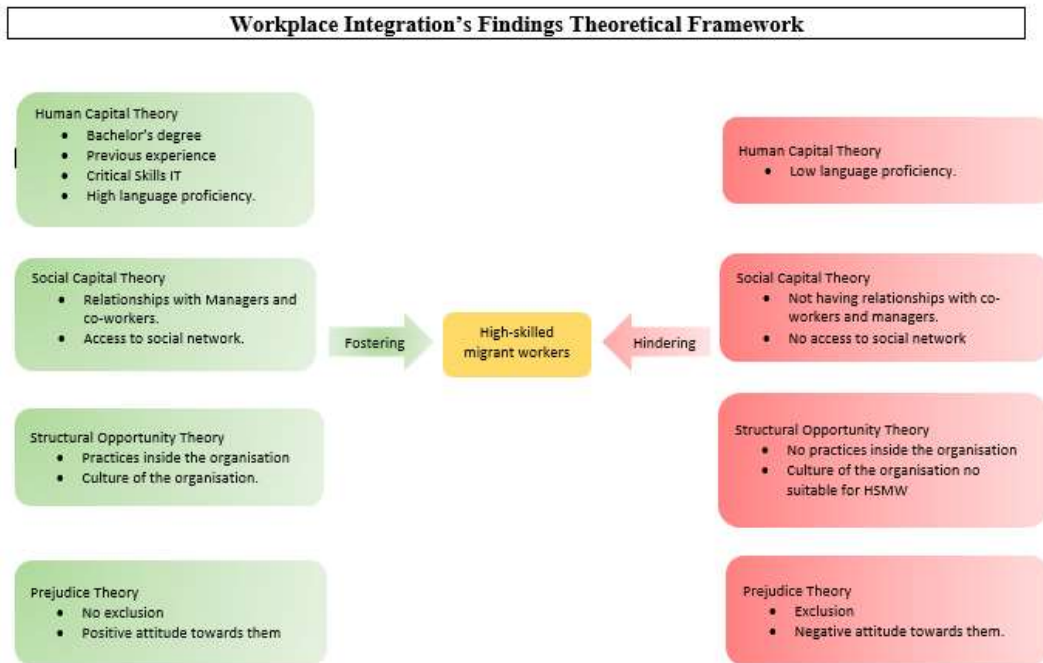 Workplace Integration's Findings Theoretical Framework
Human Capital Theory
• Bachelor's degree
• Previous experience
• Critical Skills IT
• High language proficiency.
Social Capital Theory
• Relationships with Managers and
co-workers.
• Access to social network.
Structural Opportunity Theory
• Practices inside the organisation
• Culture of the organisation.
Prejudice Theory
• No exclusion
• Positive attitude towards them
Fostering
High-skilled
migrant workers
Hindering
Human Capital Theory
• Low language proficiency.
Social Capital Theory
• Not having relationships with co-
workers and managers.
• No access to social network
Structural Opportunity Theory
• No practices inside the organisation
• Culture of the organisation no
suitable for HSMW
Prejudice Theory
• Exclusion
• Negative attitude towards them.